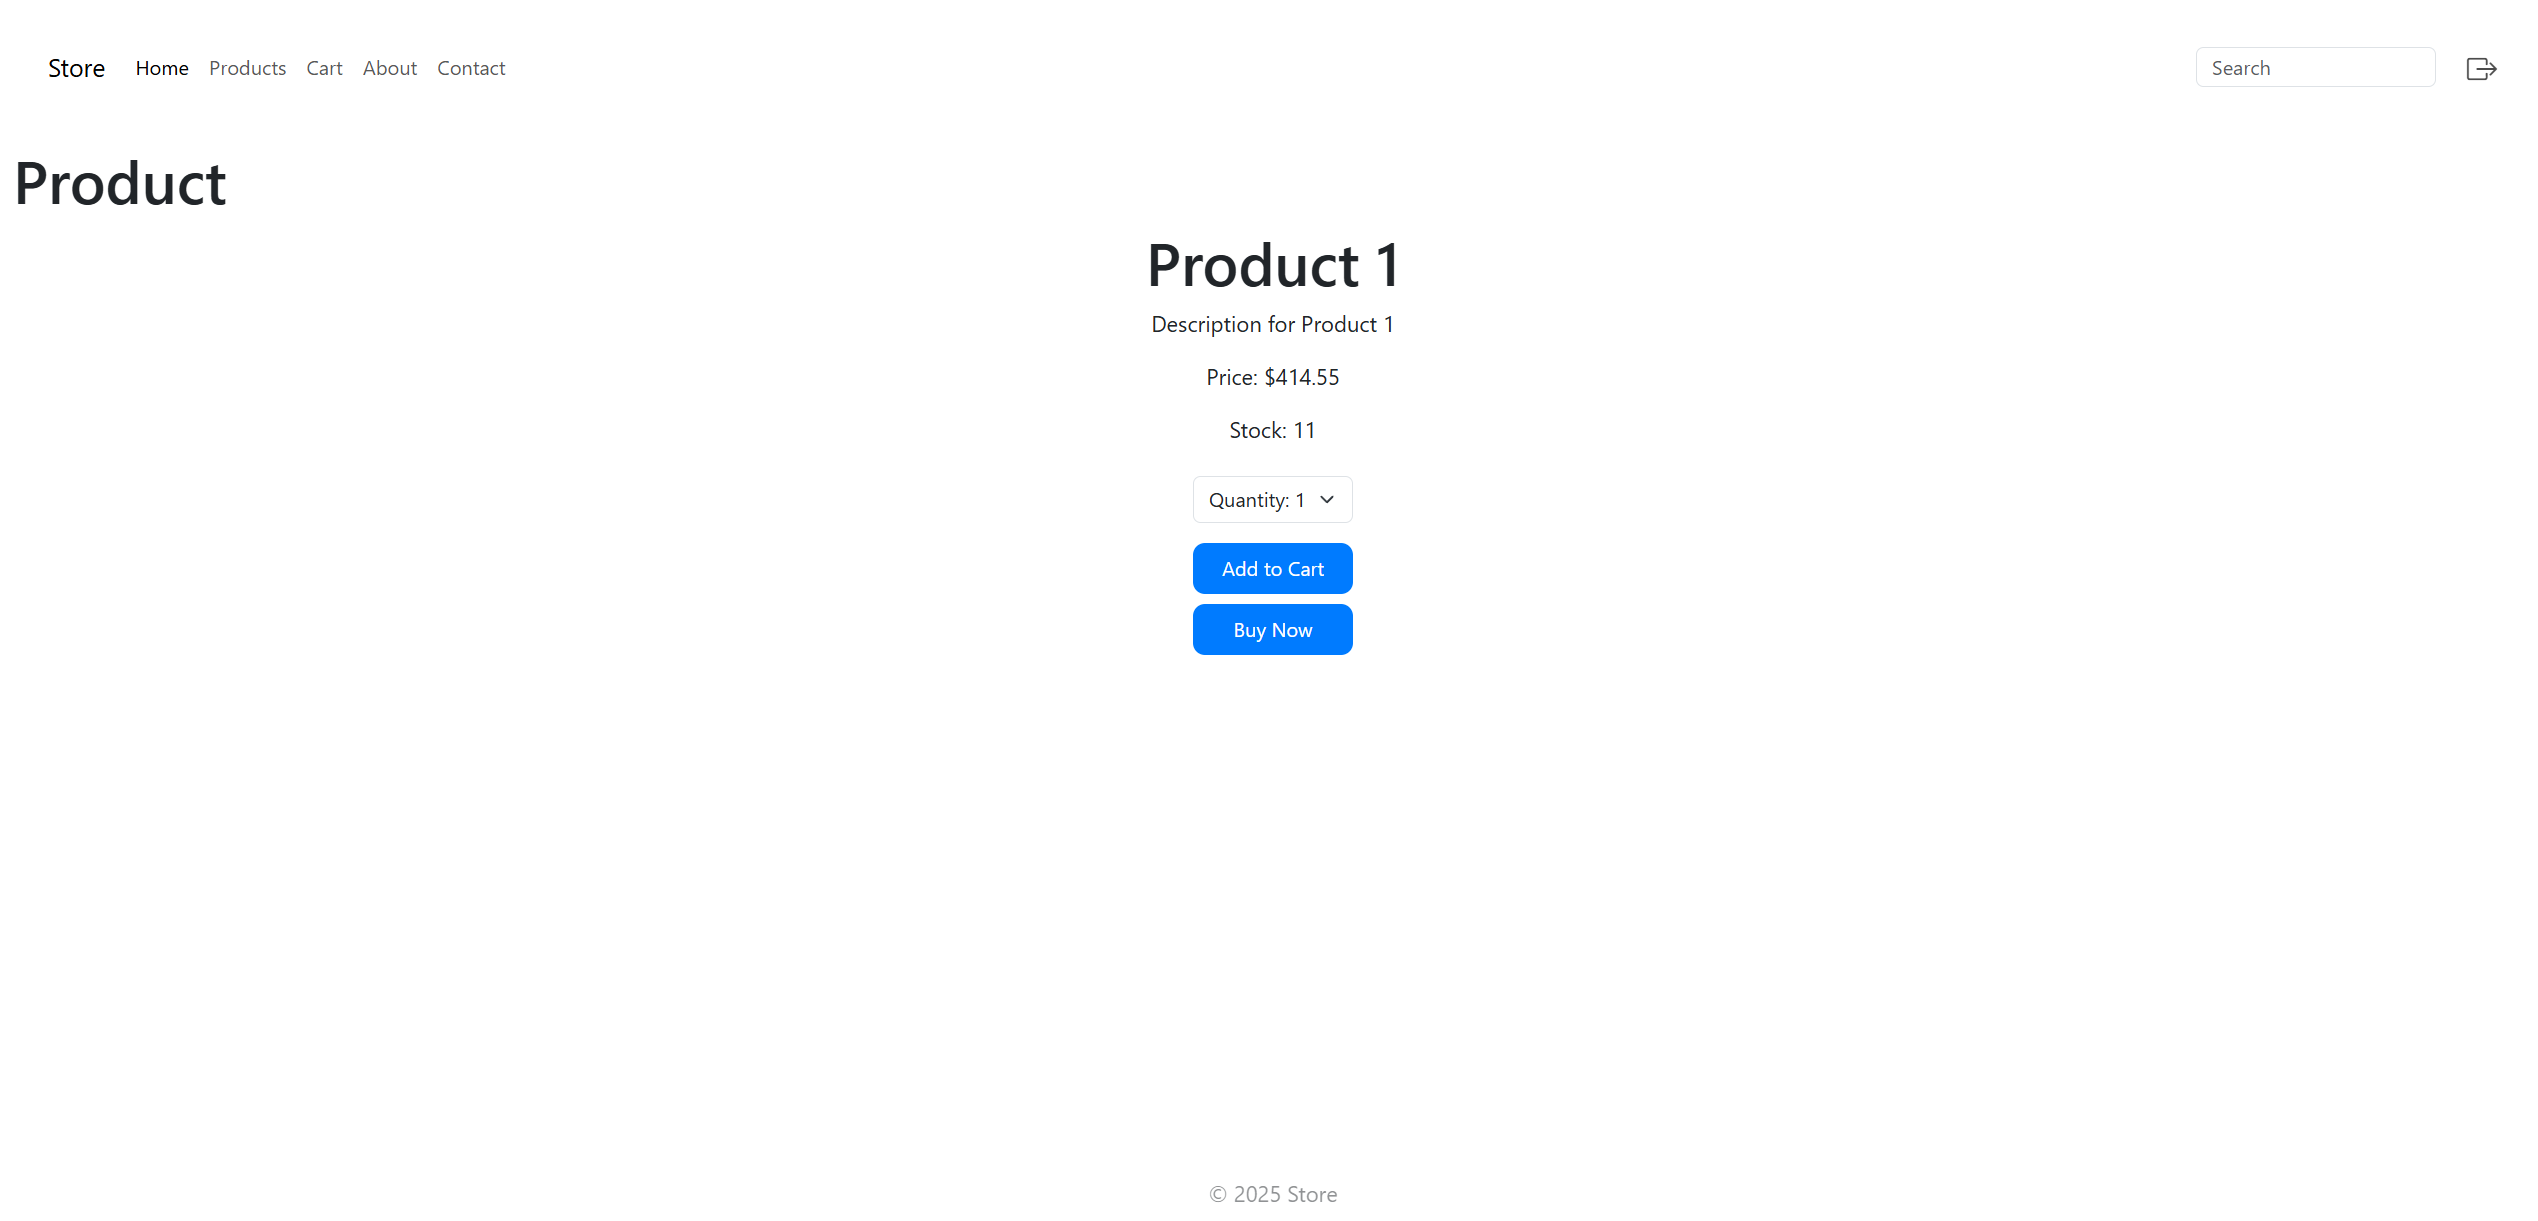 Store Home Products Cart About Contact Search
Product
Product 1
Description for Product 1
Price: $414.55
Stock: 11
Quantity: 1
Add to Cart
Buy Now
© 2025 Store